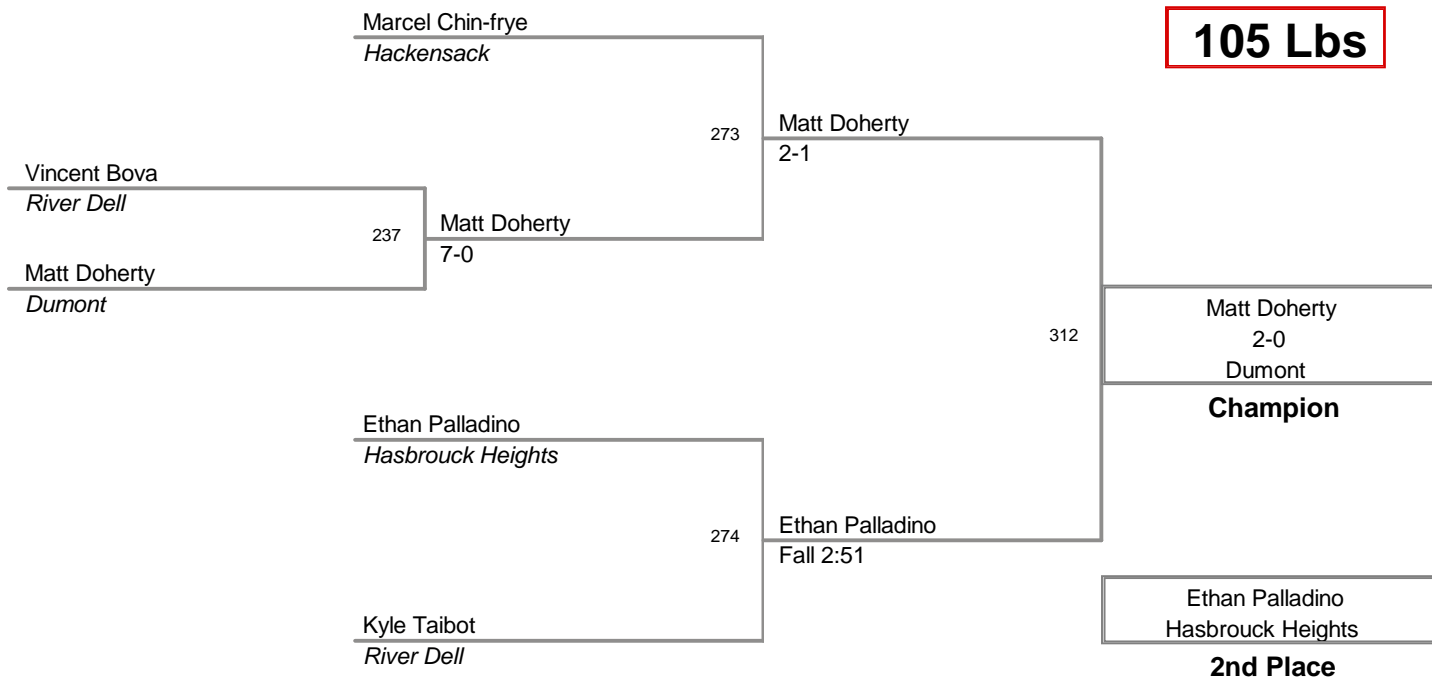 Marcel Chin-frye
Hackensack
105 Lbs
273
Matt Doherty
2-1
Vincent Bova
River Dell
237
Matt Doherty
7-0
Matt Doherty
Dumont
312
Matt Doherty
2-0
Dumont
Champion
Ethan Palladino
Hasbrouck Heights
274
Ethan Palladino
Fall 2:51
Kyle Taibot
River Dell
Ethan Palladino
Hasbrouck Heights
2nd Place